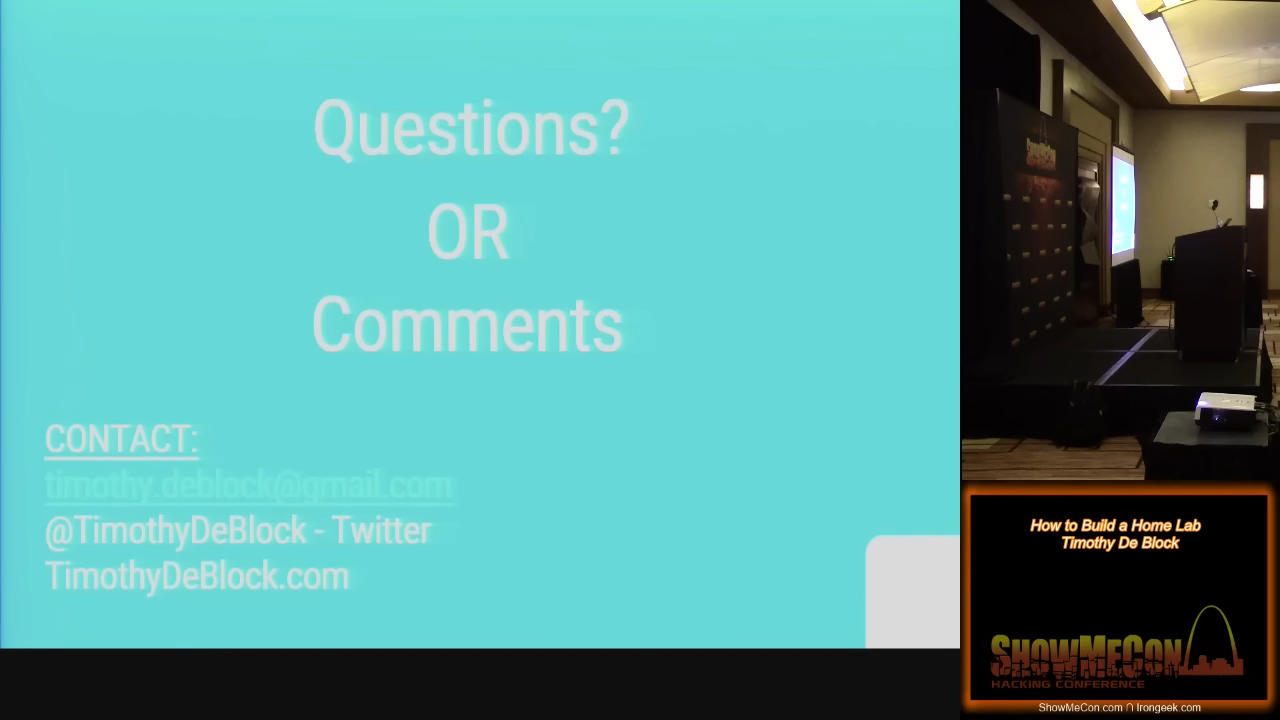 Questions?
OR
Comments
CONTACT:
timothy.deblock@gmail.com
@TimothyDeBlock - Twitter
TimothyDeBlock.com
How to Build a Home Lab
Timothy De Block
SHOWMECON
HACKING CONFERENCE
ShowMeCon.com ∩ Irongeek.com